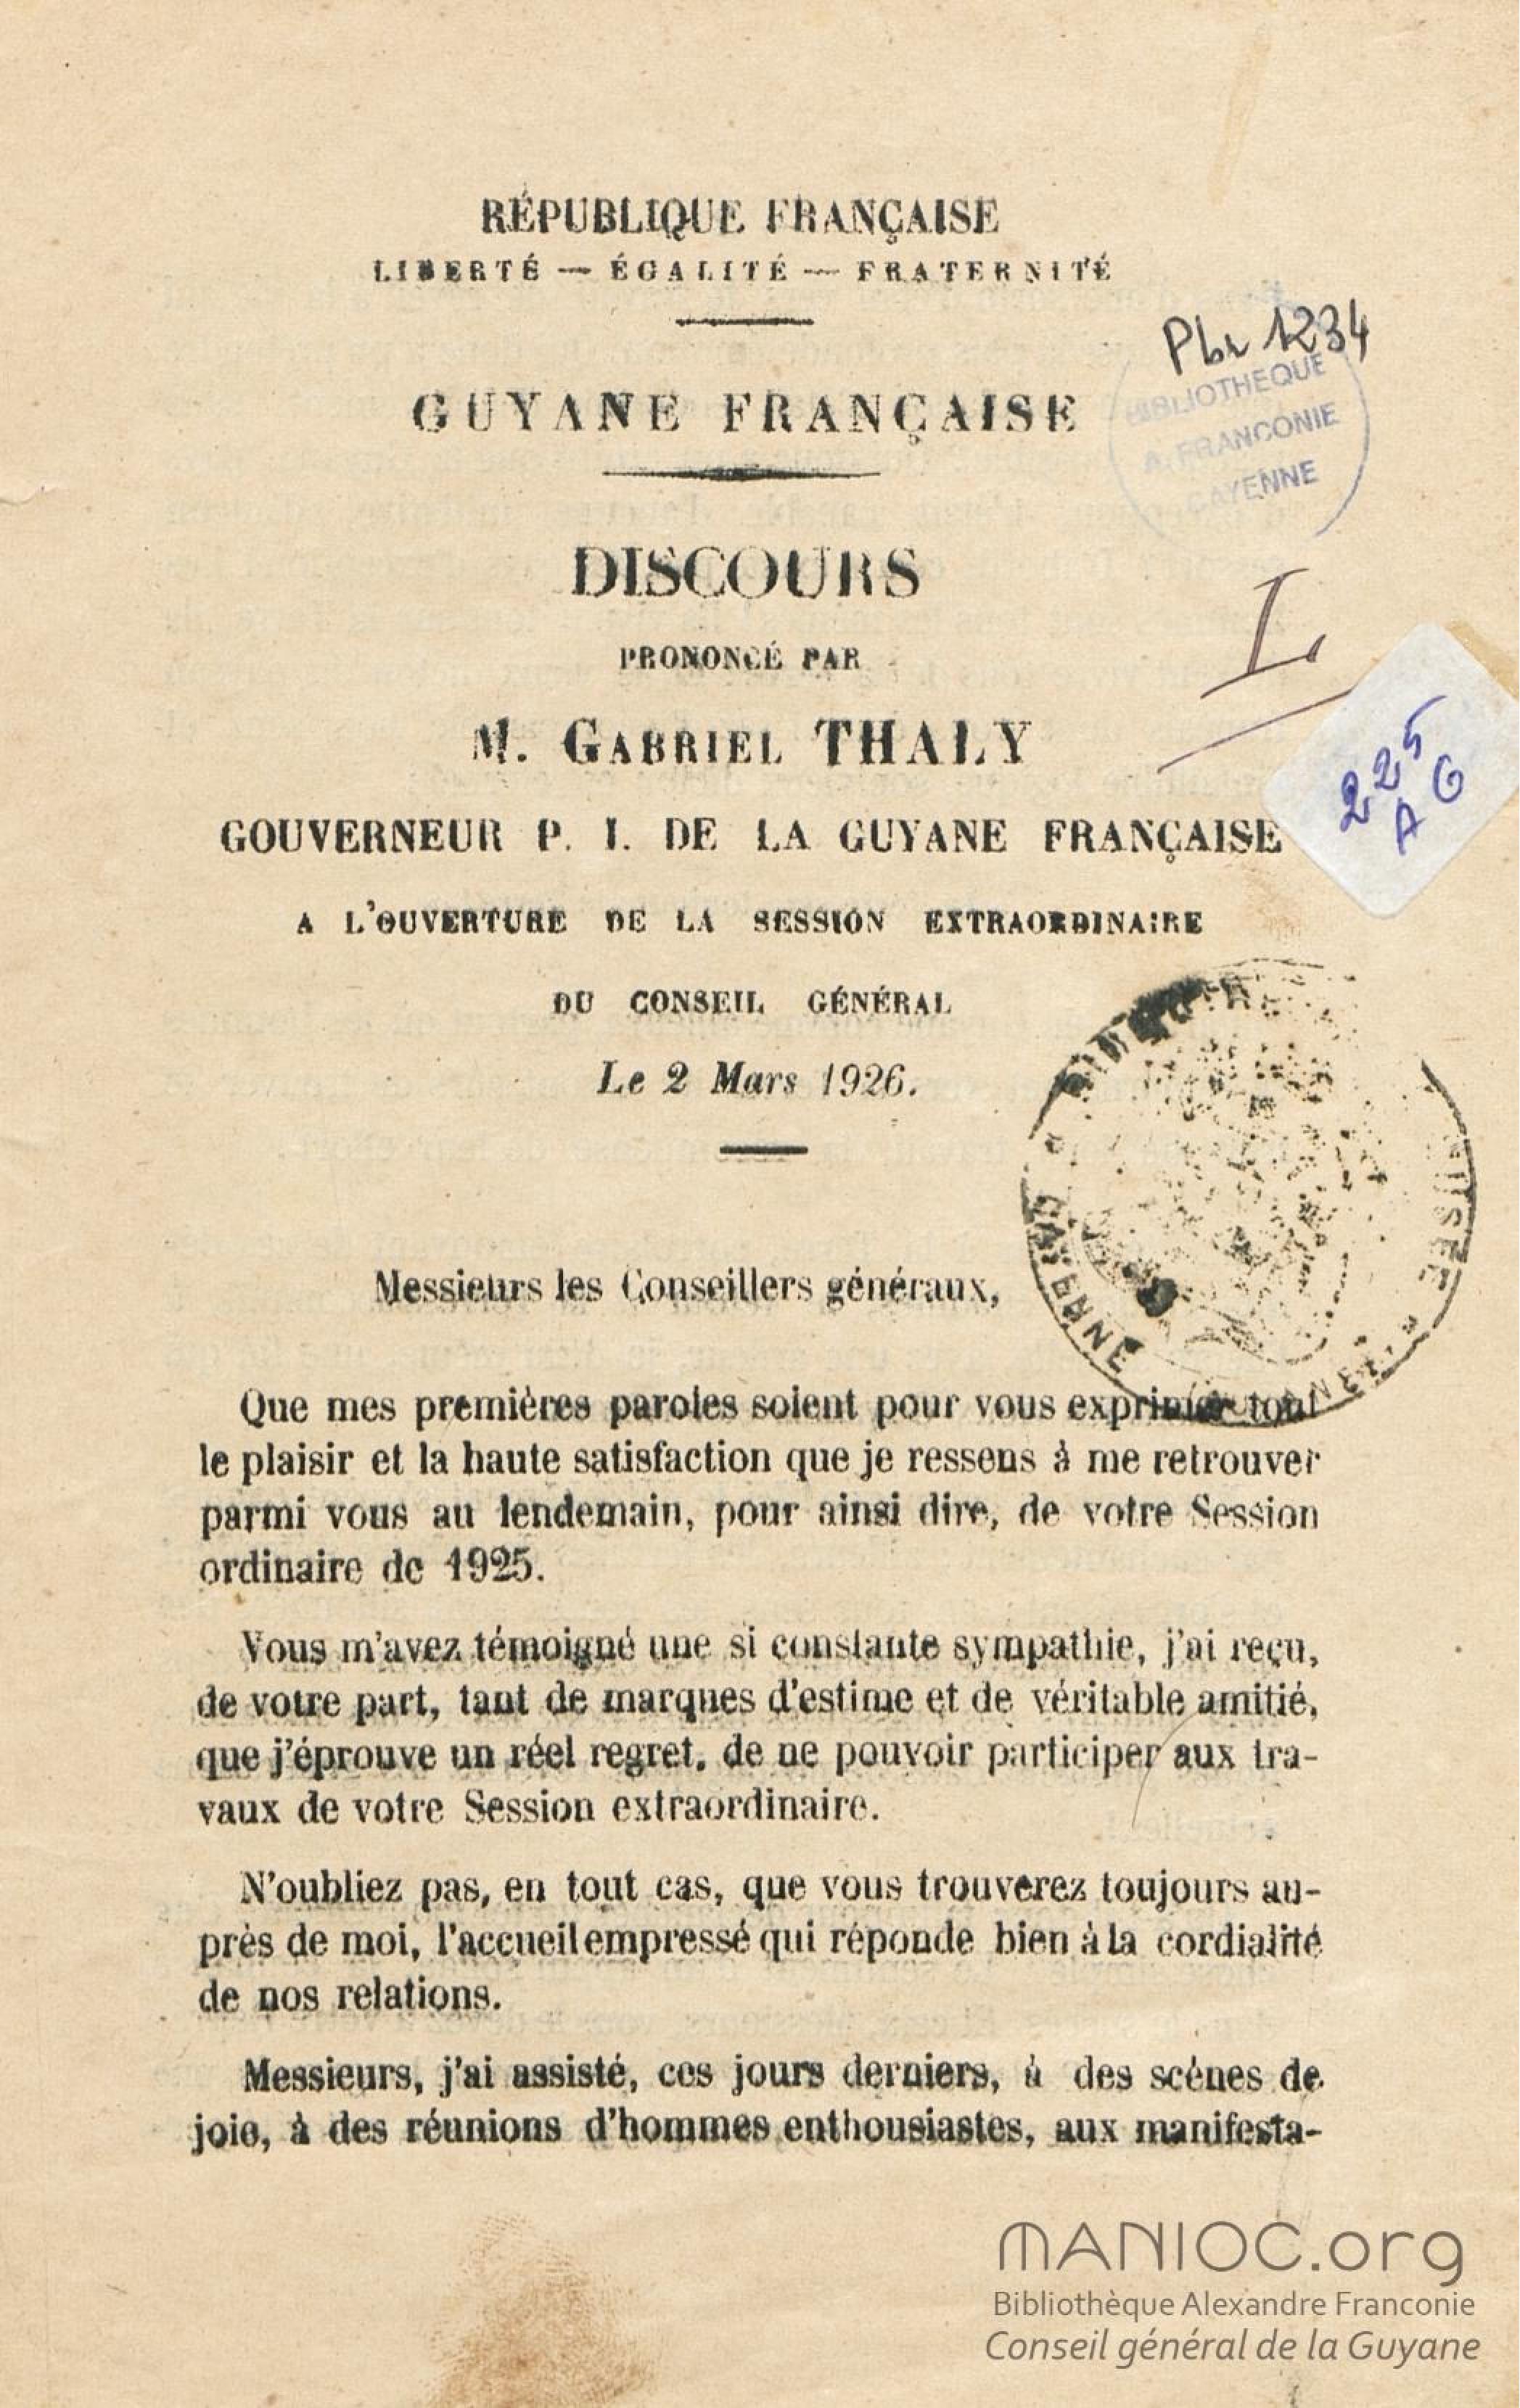 RÉPUBLIQUE FRANÇAISE
LIBERTÉ — ÉGALITÉ — FRATERNITÉ
Pbr 1234
BIBLIOTHEQUE
A. FRANCONIE
CAYENNE
GUYANE FRANÇAISE
DISCOURS
PRONONCÉ PAR
I
M. GABRIEL THALY
225
AG
GOUVERNEUR P. I. DE LA GUYANE FRANÇAISE
A L'OUVERTURE DE LA SESSION EXTRAORDINAIRE
DU CONSEIL GÉNÉRAL
Le 2 Mars 1926.
MUSÉE
CAYENNE
Messieurs les Conseillers généraux,
Que mes premières paroles soient pour vous exprimer tout
le plaisir et la haute satisfaction que je ressens à me retrouver
parmi vous au lendemain, pour ainsi dire, de votre Session
ordinaire de 1925.
Vous m'avez témoigné une si constante sympathie, j'ai reçu,
de votre part, tant de marques d'estime et de véritable amitié,
que j'éprouve un réel regret, de ne pouvoir participer aux tra-
vaux de votre Session extraordinaire.
N'oubliez pas, en tout cas, que vous trouverez toujours au-
près de moi, l'accueil empressé qui réponde bien à la cordialité
de nos relations.
Messieurs, j'ai assisté, ces jours derniers, à des scènes de
joie, à des réunions d'hommes enthousiastes, aux manifesta-
MANIOC.org
Bibliothèque Alexandre Franconie
Conseil général de la Guyane